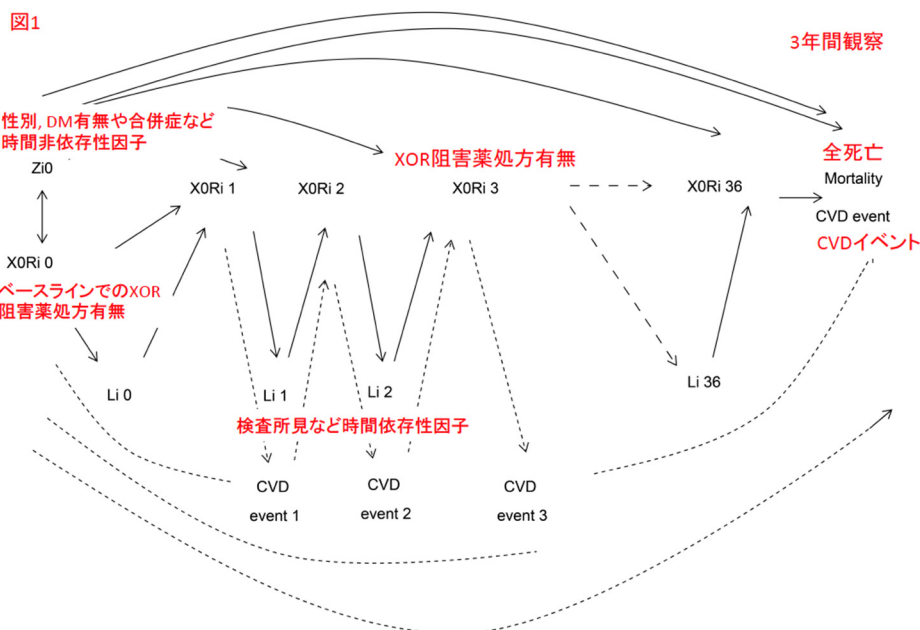 図1
3年間観察
性別, DM有無や合併症など
時間非依存性因子
Zi0
XOR阻害薬処方有無
全死亡
Mortality
X0Ri 1
X0Ri 2
X0Ri 3
X0Ri 36
CVD event
CVDイベント
X0Ri 0
ベースラインでのXOR
阻害薬処方有無
Li 0
Li 1
Li 2
Li 36
検査所見など時間依存性因子
CVD
event 1
CVD
event 2
CVD
event 3